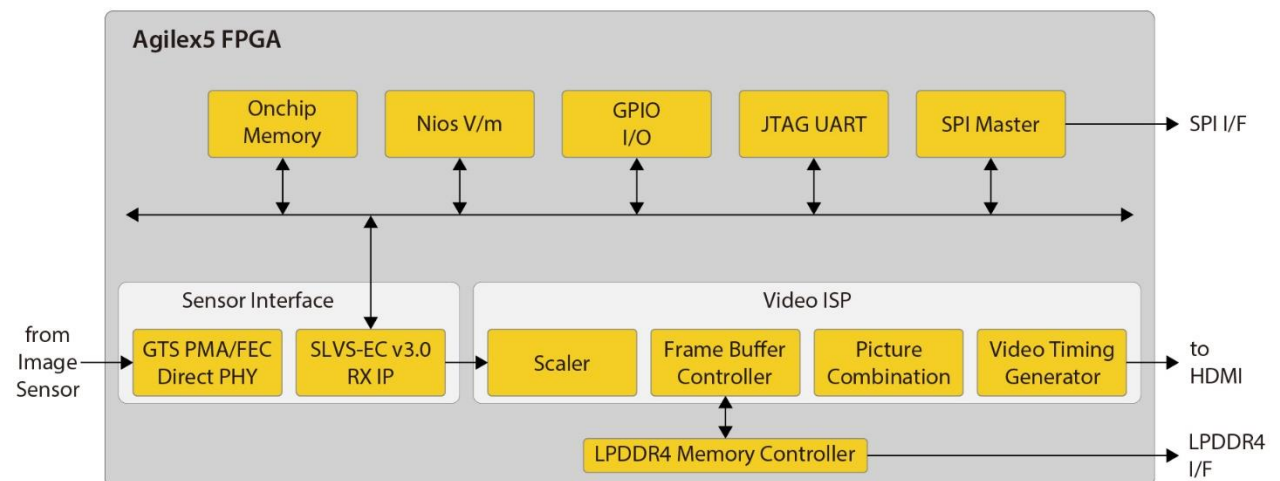 Agilex5 FPGA
Onchip
Memory
Nios V/m
GPIO
I/O
JTAG UART
SPI Master
SPI I/F
Sensor Interface
Video ISP
from
Image
Sensor
GTS PMA/FEC
Direct PHY
SLVS-EC v3.0
RX IP
Scaler
Frame Buffer
Controller
Picture
Combination
Video Timing
Generator
to
HDMI
LPDDR4 Memory Controller
LPDDR4
I/F